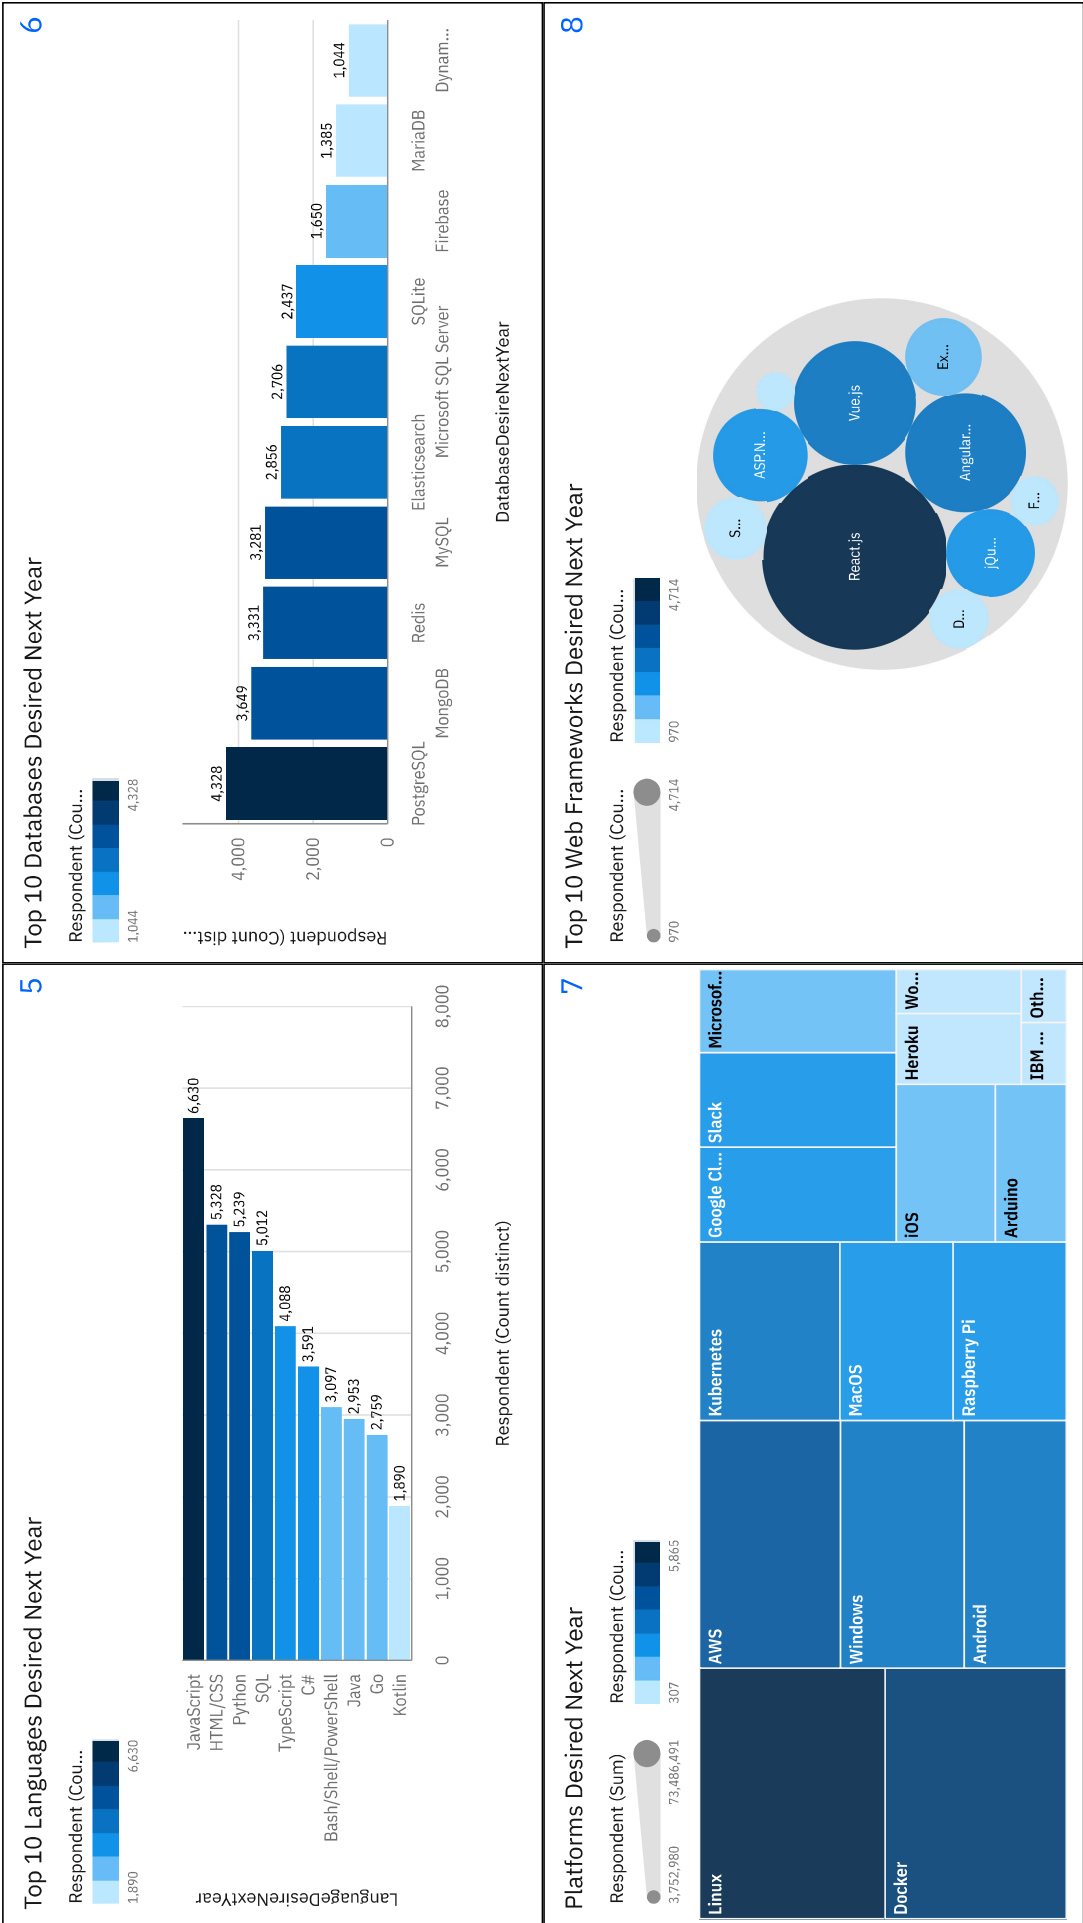 5
Top 10 Languages Desired Next Year
Respondent (Cou...
1,890
6,630
LanguageDesireNextYear
JavaScript
HTML/CSS
Python
SQL
TypeScript
C#
Bash/Shell/PowerShell
Java
Go
Kotlin
6,630
5,328
5,239
5,012
4,088
3,591
3,097
2,953
2,759
1,890
0
1,000
2,000
3,000
4,000
5,000
6,000
7,000
8,000
Respondent (Count distinct)
6
Top 10 Databases Desired Next Year
Respondent (Cou...
1,044
4,328
Respondent (Count dist...
4,000
2,000
0
4,328
3,649
3,331
3,281
2,856
2,706
2,437
1,650
1,385
1,044
PostgreSQL
MongoDB
Redis
MySQL
Elasticsearch
Microsoft SQL Server
SQLite
Firebase
MariaDB
Dynam...
DatabaseDesireNextYear
7
Platforms Desired Next Year
Respondent (Sum)
3,752,980
73,486,491
Respondent (Cou...
307
5,865
Linux
Docker
AWS
Windows
Android
Kubernetes
MacOS
Raspberry Pi
Google Cl...
Slack
Microsof...
iOS
Arduino
Heroku
Wo...
IBM ...
Oth...
8
Top 10 Web Frameworks Desired Next Year
Respondent (Cou...
970
4,714
Respondent (Cou...
970
4,714
S...
ASP.N...
React.js
Vue.js
D...
jQu...
Angular...
Ex...
F...